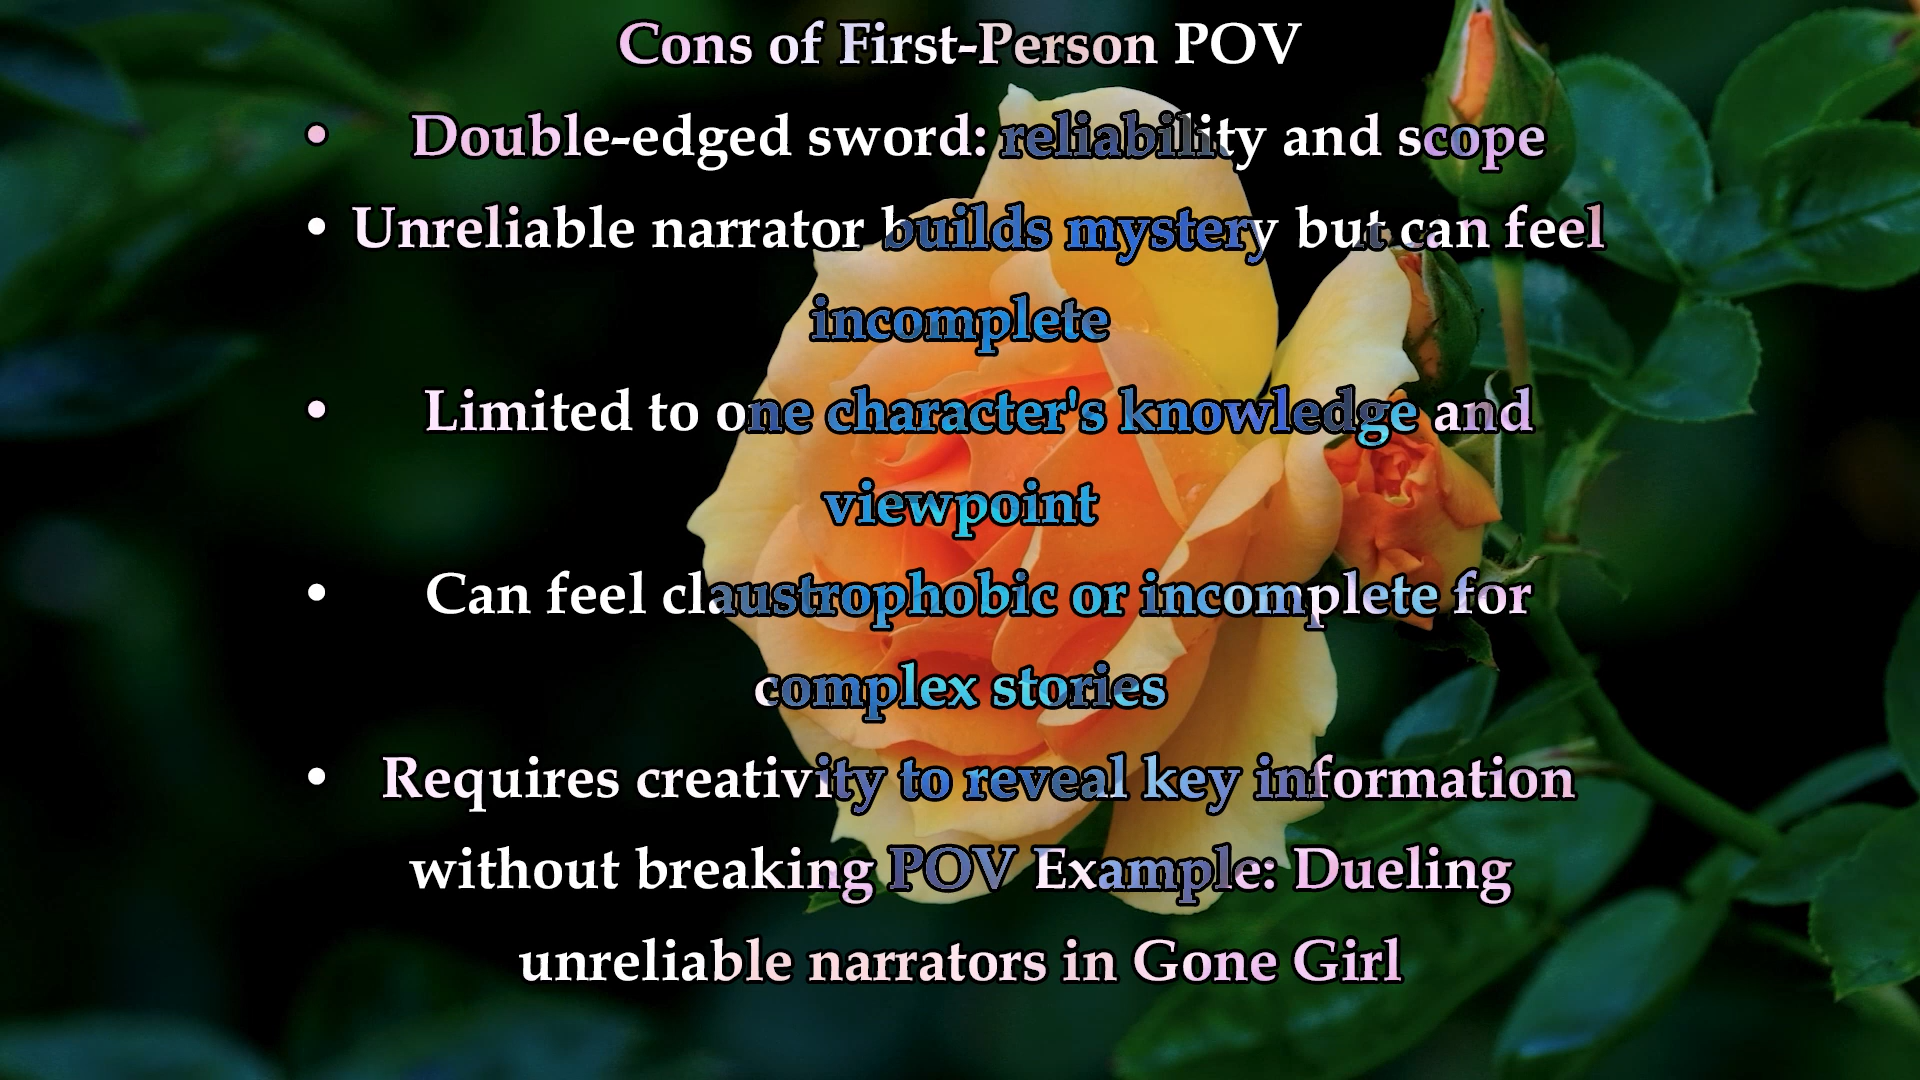 Cons of First-Person POV
• Double-edged sword: reliability and scope
• Unreliable narrator builds mystery but can feel
incomplete
• Limited to one character's knowledge and
viewpoint
• Can feel claustrophobic or incomplete for
complex stories
• Requires creativity to reveal key information
without breaking POV Example: Dueling
unreliable narrators in Gone Girl